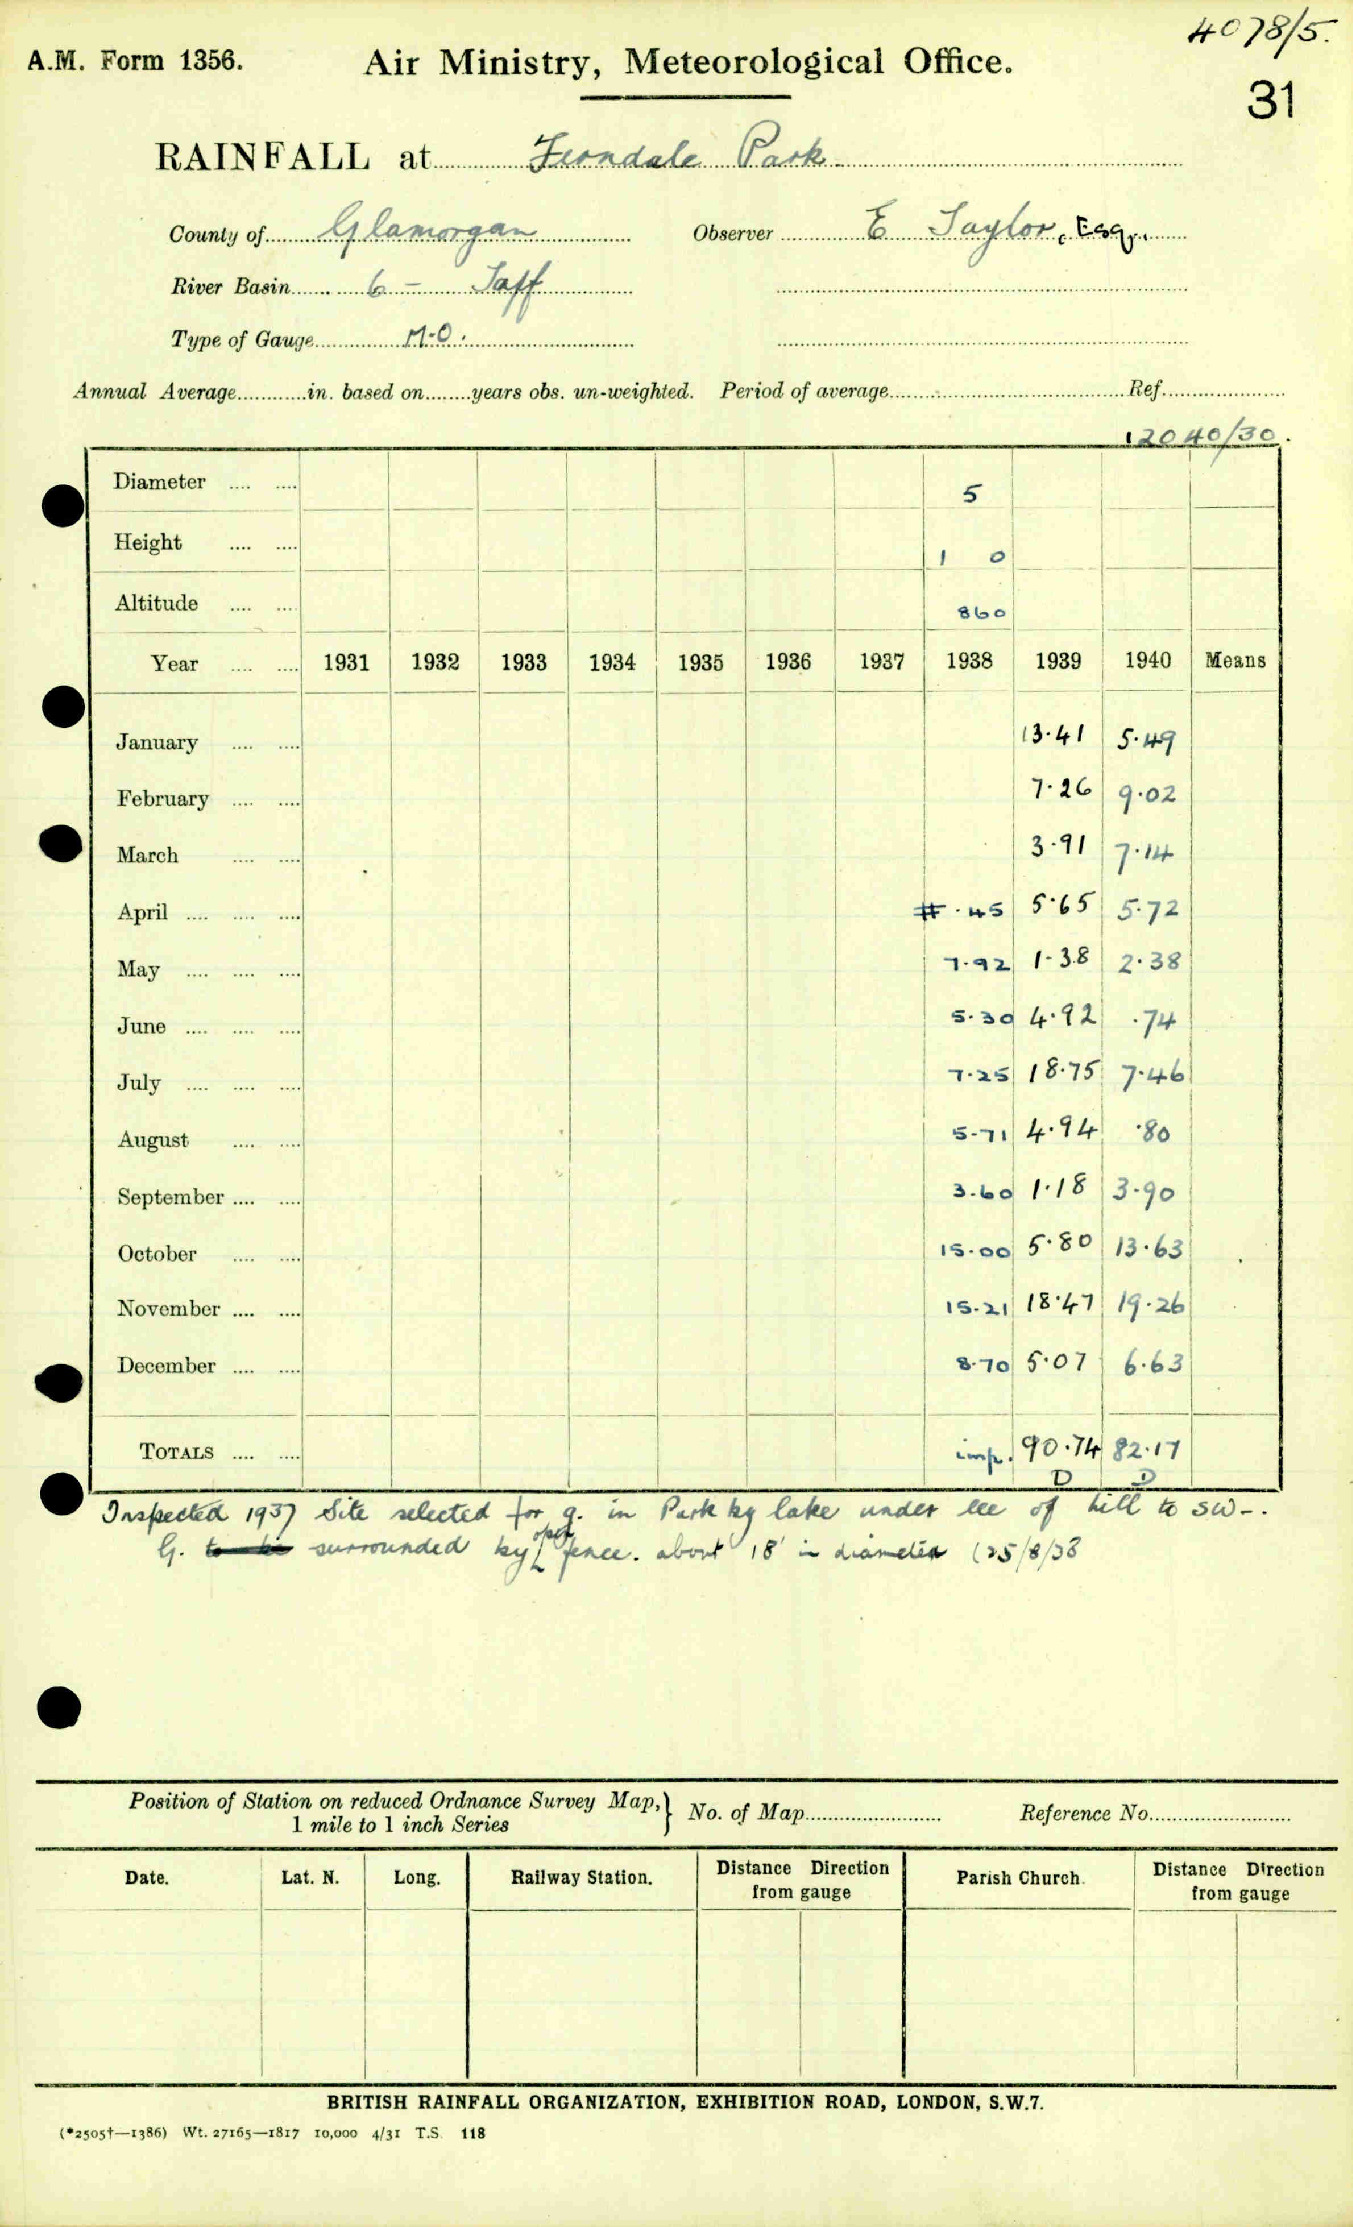 4078/5.
A.M. Form 1356. Air Ministry, Meteorological Office.
31
RAINFALL at Ferndale Park
County of Glamorgan Observer E Taylor, Esq.,
River Basin 6 - Taff
Type of Gauge M.O.
Annual Average in. based on years obs. un-weighted. Period of average Ref.
12040/30.
Diameter 5
Height 1 0
Altitude 860
Year 1931 1932 1933 1934 1935 1936 1937 1938 1939 1940 Means
January 13.41 5.49
February 7.26 9.02
March 3.91 7.14
April # .45 5.65 5.72
May 7.92 1.38 2.38
June 5.30 4.92 .74
July 7.25 18.75 7.46
August 5.71 4.94 .80
September 3.60 1.18 3.90
October 15.00 5.80 13.63
November 15.21 18.47 19.26
December 8.70 5.07 6.63
TOTALS imp. 90.74 82.17
D D
Inspected 1937 Site selected for g. in Park by lake under lee of hill to SW-.
G. surrounded by open fence. about 18' in diameter (25/8/38
Position of Station on reduced Ordnance Survey Map, } No. of Map Reference No.
1 mile to 1 inch Series
Date. Lat. N. Long. Railway Station. Distance Direction from gauge Parish Church. Distance Direction from gauge
BRITISH RAINFALL ORGANIZATION, EXHIBITION ROAD, LONDON, S.W.7.
(*2505†—1386) Wt. 27165—1817 10,000 4/31 T.S. 118